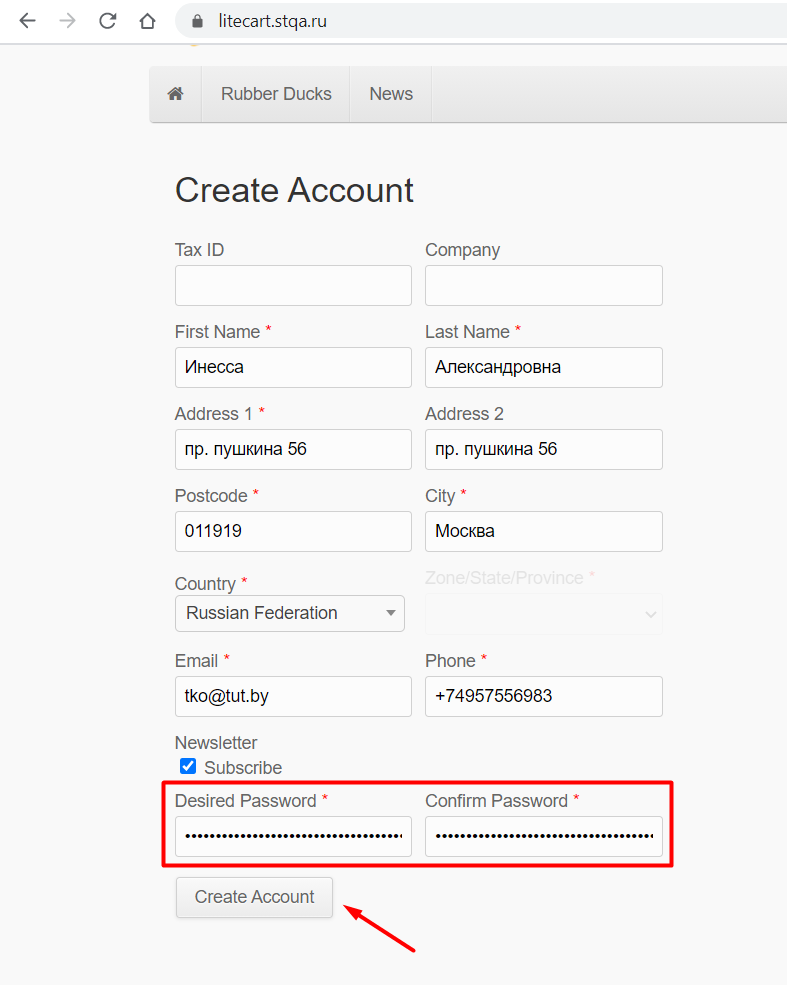 litecart.stqa.ru
Rubber Ducks News
Create Account
Tax ID Company
First Name * Last Name *
Инесса Александровна
Address 1 * Address 2
пр. пушкина 56 пр. пушкина 56
Postcode * City *
011919 Москва
Country * Zone/State/Province *
Russian Federation
Email * Phone *
tko@tut.by +74957556983
Newsletter
Subscribe
Desired Password * Confirm Password *
Create Account